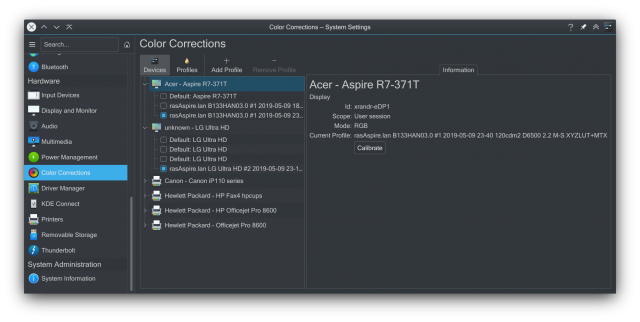 Color Corrections – System Settings
Search...
Color Corrections
Bluetooth
Hardware
Input Devices
Display and Monitor
Audio
Multimedia
Power Management
Color Corrections
Driver Manager
KDE Connect
Printers
Removable Storage
Thunderbolt
System Administration
System Information
Devices
Profiles
Add Profile
Remove Profile
Acer - Aspire R7-371T
Default: Aspire R7-371T
rasAspire.lan B133HAN03.0 #1 2019-05-09 18...
rasAspire.lan B133HAN03.0 #1 2019-05-09 23...
unknown - LG Ultra HD
Default: LG Ultra HD
Default: LG Ultra HD
Default: LG Ultra HD
rasAspire.lan LG Ultra HD #2 2019-05-09 23-1...
Canon - Canon iP110 series
Hewlett Packard - HP Fax4 hpcups
Hewlett Packard - HP Officejet Pro 8600
Hewlett Packard - Officejet Pro 8600
Information
Acer - Aspire R7-371T
Display
Id: xrandr-eDP1
Scope: User session
Mode: RGB
Current Profile: rasAspire.lan B133HAN03.0 #1 2019-05-09 23-40 120cdm2 D6500 2.2 M-S XYZLUT+MTX
Calibrate